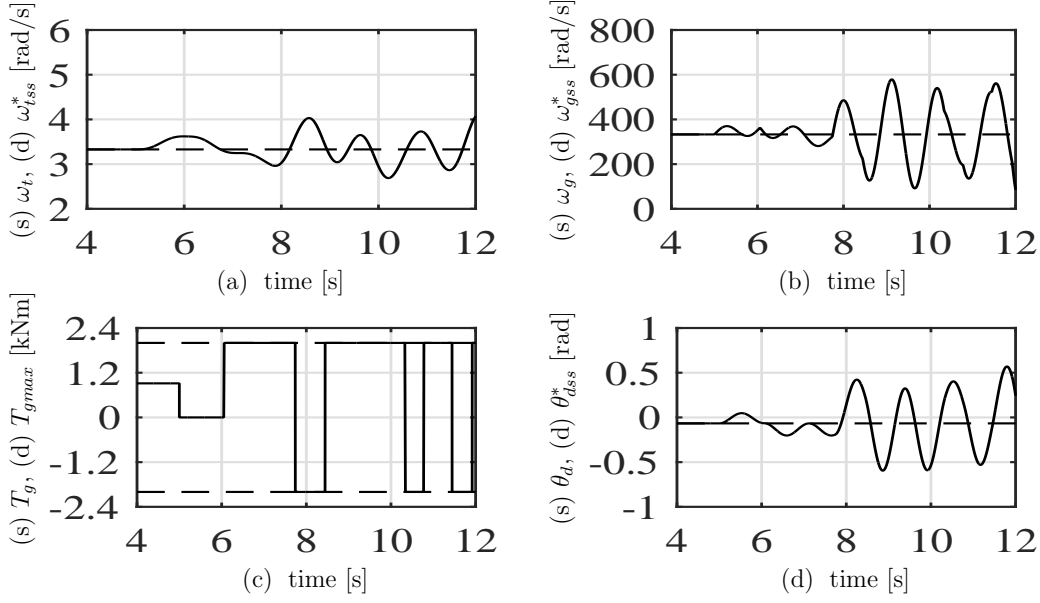 (s) ω_t, (d) ω*_tss [rad/s]
6
5
4
3
2
4 6 8 10 12
(a) time [s]
(s) ω_g, (d) ω*_gss [rad/s]
800
600
400
200
0
4 6 8 10 12
(b) time [s]
(s) T_g, (d) T_gmax [kNm]
2.4
1.2
0
-1.2
-2.4
4 6 8 10 12
(c) time [s]
(s) θ_d, (d) θ*_dss [rad]
1
0.5
0
-0.5
-1
4 6 8 10 12
(d) time [s]